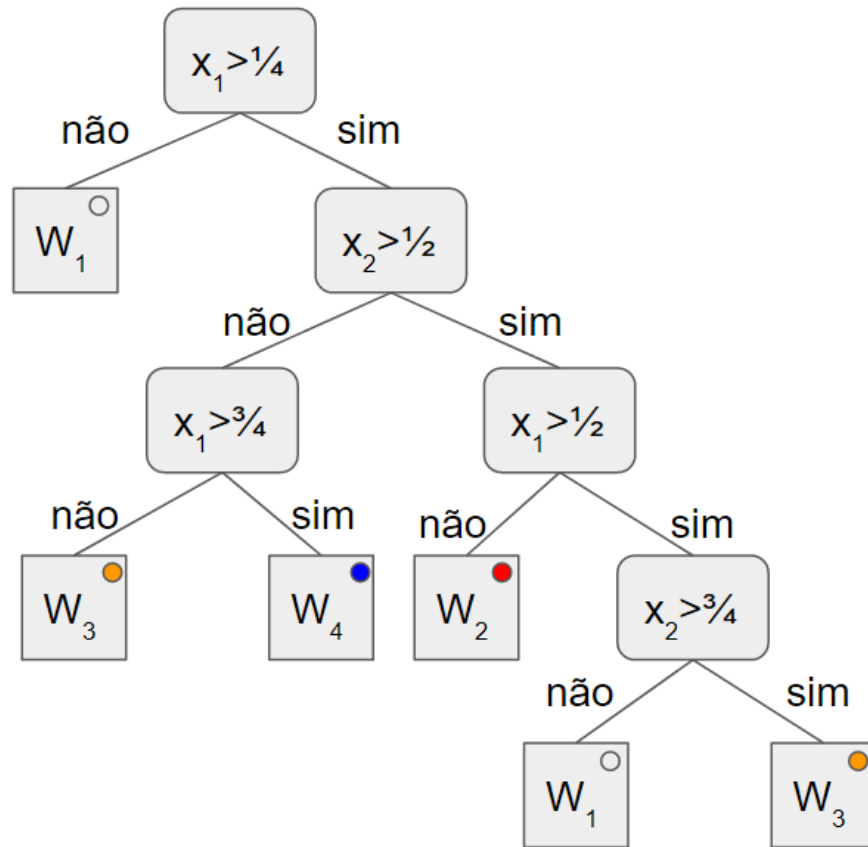 x₁>¼
não sim
W₁ x₂>½
não sim
x₁>¾ x₁>½
não sim não sim
W₃ W₄ W₂ x₂>¾
não sim
W₁ W₃